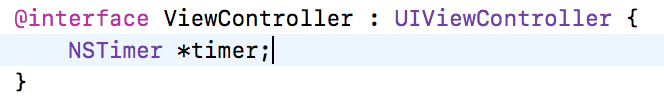 @interface ViewController : UIViewController {
    NSTimer *timer;
}